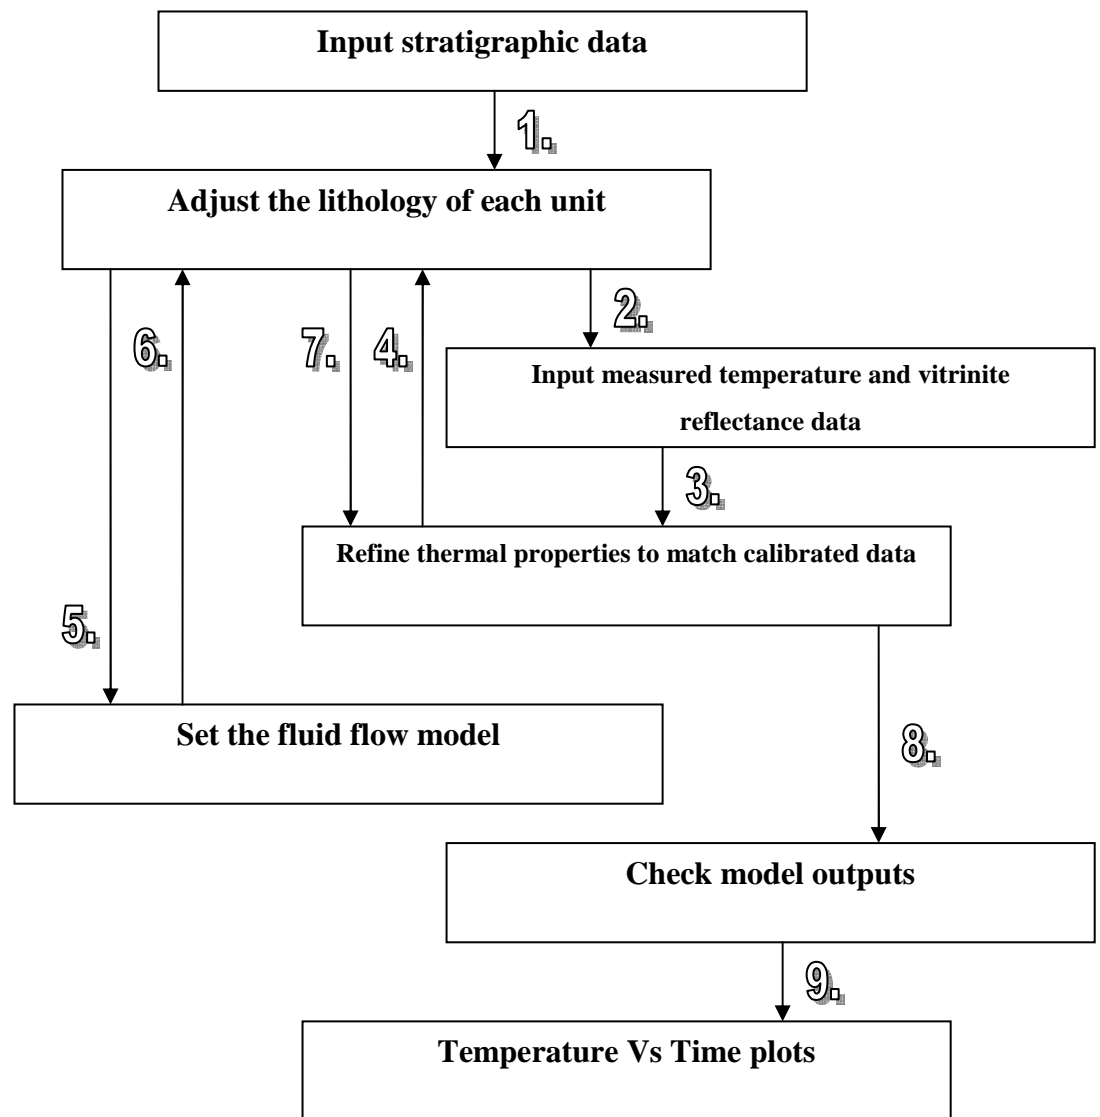 Input stratigraphic data
1.
Adjust the lithology of each unit
2.
6.
7.
4.
Input measured temperature and vitrinite
reflectance data
3.
Refine thermal properties to match calibrated data
5.
Set the fluid flow model
8.
Check model outputs
9.
Temperature Vs Time plots